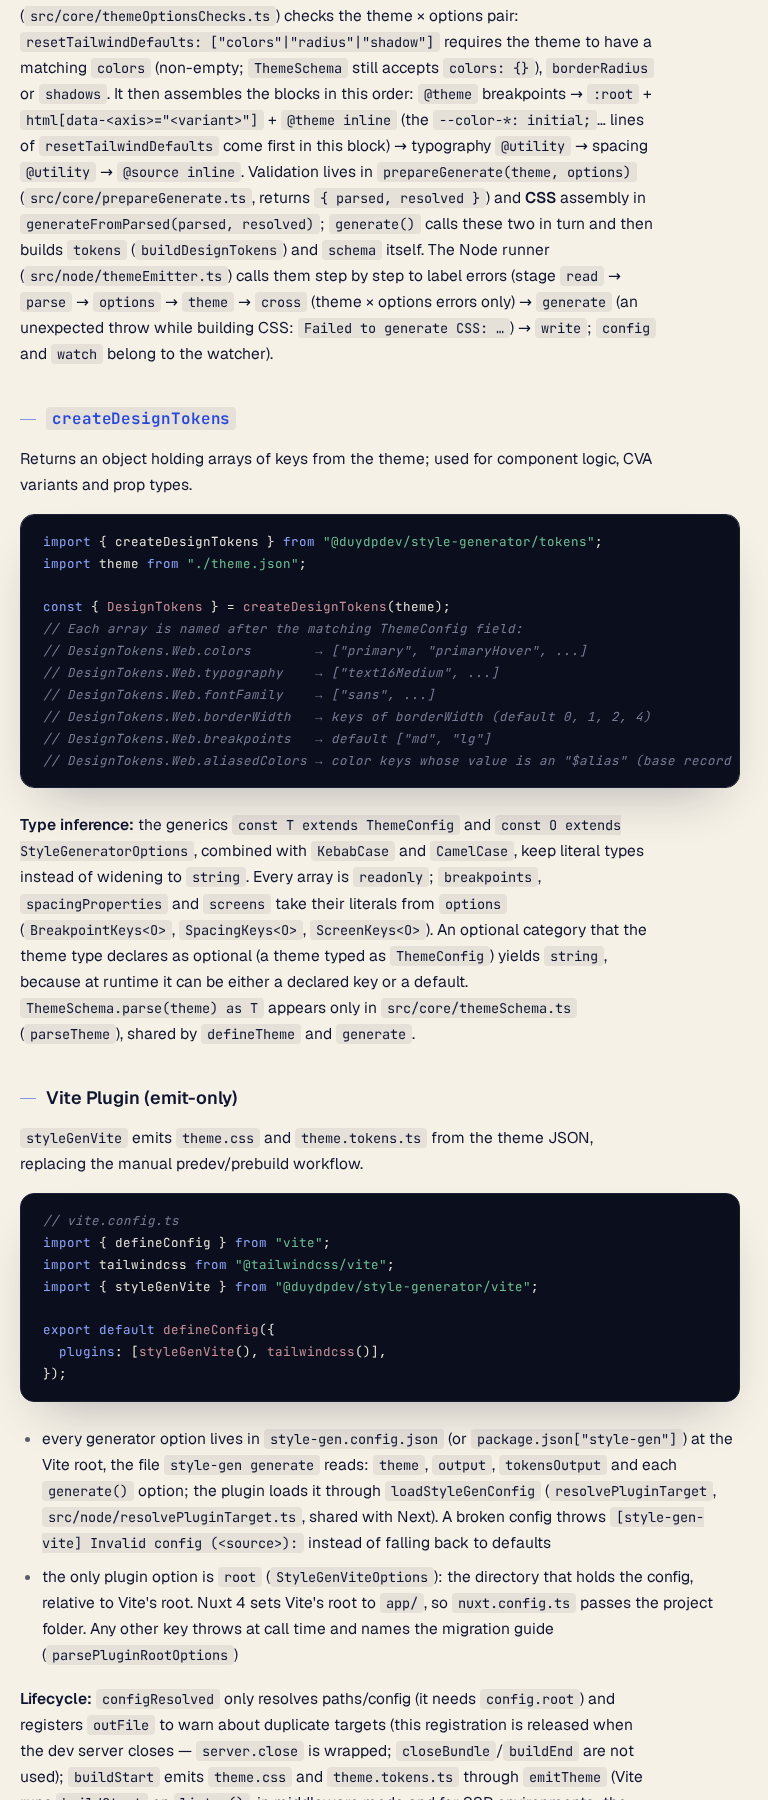 (src/core/themeOptionsChecks.ts) checks the theme × options pair:
resetTailwindDefaults: ["colors"|"radius"|"shadow"] requires the theme to have a
matching colors (non-empty; ThemeSchema still accepts colors: {}), borderRadius
or shadows. It then assembles the blocks in this order: @theme breakpoints → :root +
html[data-<axis>="<variant>"] + @theme inline (the --color-*: initial;… lines
of resetTailwindDefaults come first in this block) → typography @utility → spacing
@utility → @source inline. Validation lives in prepareGenerate(theme, options)
(src/core/prepareGenerate.ts, returns { parsed, resolved }) and CSS assembly in
generateFromParsed(parsed, resolved); generate() calls these two in turn and then
builds tokens (buildDesignTokens) and schema itself. The Node runner
(src/node/themeEmitter.ts) calls them step by step to label errors (stage read →
parse → options → theme → cross (theme × options errors only) → generate (an
unexpected throw while building CSS: Failed to generate CSS: …) → write; config
and watch belong to the watcher).
— createDesignTokens
Returns an object holding arrays of keys from the theme; used for component logic, CVA
variants and prop types.
import { createDesignTokens } from "@duydpdev/style-generator/tokens";
import theme from "./theme.json";
const { DesignTokens } = createDesignTokens(theme);
// Each array is named after the matching ThemeConfig field:
// DesignTokens.Web.colors → ["primary", "primaryHover", ...]
// DesignTokens.Web.typography → ["text16Medium", ...]
// DesignTokens.Web.fontFamily → ["sans", ...]
// DesignTokens.Web.borderWidth → keys of borderWidth (default 0, 1, 2, 4)
// DesignTokens.Web.breakpoints → default ["md", "lg"]
// DesignTokens.Web.aliasedColors → color keys whose value is an "$alias" (base record
Type inference: the generics const T extends ThemeConfig and const O extends
StyleGeneratorOptions, combined with KebabCase and CamelCase, keep literal types
instead of widening to string. Every array is readonly; breakpoints,
spacingProperties and screens take their literals from options
(BreakpointKeys<O>, SpacingKeys<O>, ScreenKeys<O>). An optional category that the
theme type declares as optional (a theme typed as ThemeConfig) yields string,
because at runtime it can be either a declared key or a default.
ThemeSchema.parse(theme) as T appears only in src/core/themeSchema.ts
(parseTheme), shared by defineTheme and generate.
— Vite Plugin (emit-only)
styleGenVite emits theme.css and theme.tokens.ts from the theme JSON,
replacing the manual predev/prebuild workflow.
// vite.config.ts
import { defineConfig } from "vite";
import tailwindcss from "@tailwindcss/vite";
import { styleGenVite } from "@duydpdev/style-generator/vite";
export default defineConfig({
plugins: [styleGenVite(), tailwindcss()],
});
• every generator option lives in style-gen.config.json (or package.json["style-gen"]) at the
Vite root, the file style-gen generate reads: theme, output, tokensOutput and each
generate() option; the plugin loads it through loadStyleGenConfig (resolvePluginTarget,
src/node/resolvePluginTarget.ts, shared with Next). A broken config throws [style-gen-
vite] Invalid config (<source>): instead of falling back to defaults
• the only plugin option is root (StyleGenViteOptions): the directory that holds the config,
relative to Vite's root. Nuxt 4 sets Vite's root to app/, so nuxt.config.ts passes the project
folder. Any other key throws at call time and names the migration guide
(parsePluginRootOptions)
Lifecycle: configResolved only resolves paths/config (it needs config.root) and
registers outFile to warn about duplicate targets (this registration is released when
the dev server closes — server.close is wrapped; closeBundle/buildEnd are not
used); buildStart emits theme.css and theme.tokens.ts through emitTheme (Vite